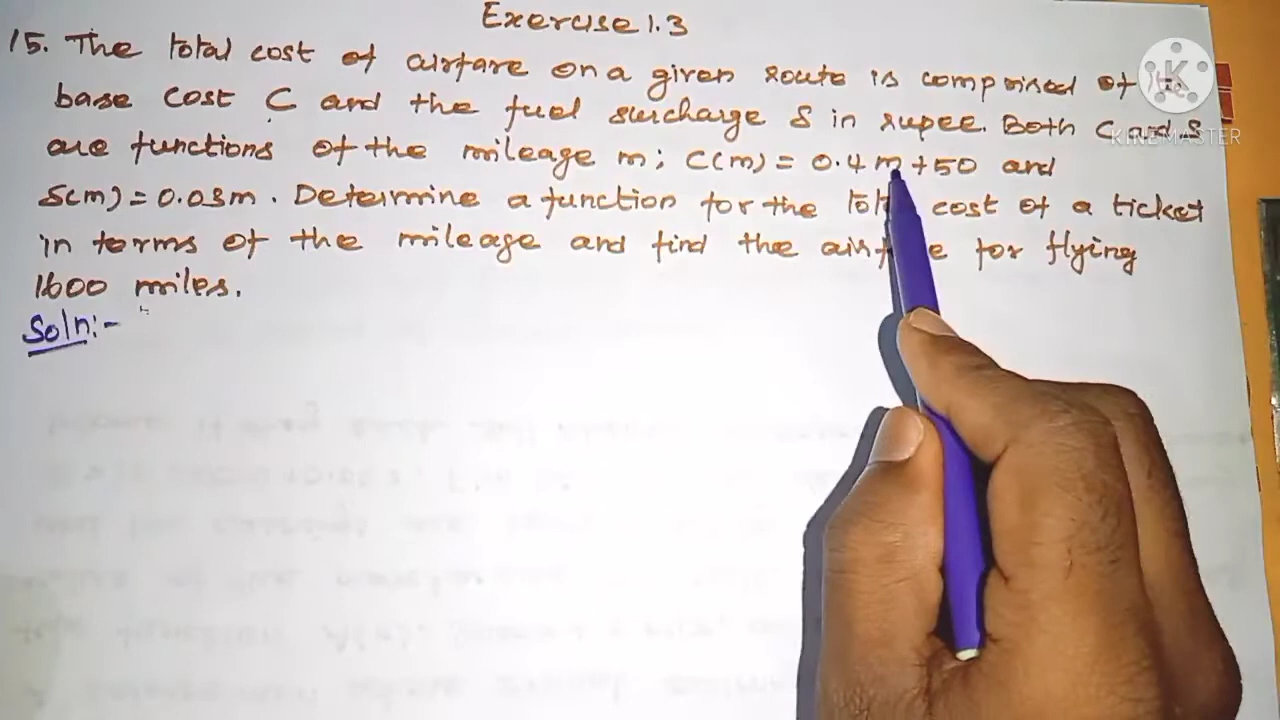 Exercise 1.3
15. The total cost of airfare on a given route is comprised of the
base cost C and the fuel surcharge S in rupee. Both C and S
are functions of the mileage m; C(m) = 0.4m+50 and
S(m) = 0.03m. Determine a function for the cost of a ticket
in terms of the mileage and find the for flying
1600 miles.
Soln:-
K
KINEMASTER